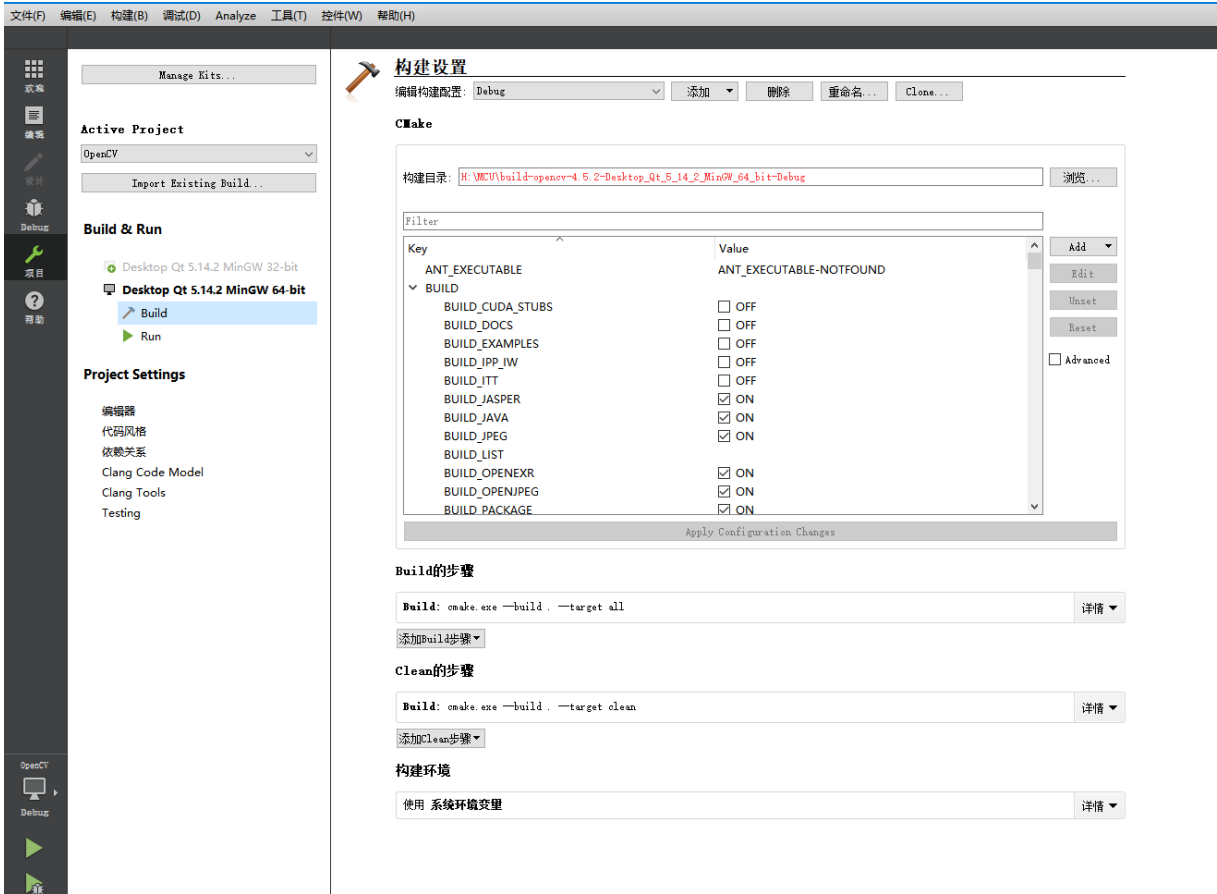 文件(F) 编辑(E) 构建(B) 调试(D) Analyze 工具(T) 控件(W) 帮助(H)
欢迎
编辑
设计
Debug
项目
?
帮助
OpenCV
Debug
Manage Kits...
Active Project
OpenCV
Import Existing Build...
Build & Run
Desktop Qt 5.14.2 MinGW 32-bit
Desktop Qt 5.14.2 MinGW 64-bit
Build
Run
Project Settings
编辑器
代码风格
依赖关系
Clang Code Model
Clang Tools
Testing
构建设置
编辑构建配置: Debug 添加 删除 重命名... Clone...
CMake
构建目录: H:\MCU\build-opencv-4.5.2-Desktop_Qt_5_14_2_MinGW_64_bit-Debug 浏览...
Filter
Key Value Add
ANT_EXECUTABLE ANT_EXECUTABLE-NOTFOUND Edit
BUILD
BUILD_CUDA_STUBS OFF Unset
BUILD_DOCS OFF Reset
BUILD_EXAMPLES OFF
BUILD_IPP_IW OFF Advanced
BUILD_ITT OFF
BUILD_JASPER ON
BUILD_JAVA ON
BUILD_JPEG ON
BUILD_LIST
BUILD_OPENEXR ON
BUILD_OPENJPEG ON
BUILD_PACKAGE ON
Apply Configuration Changes
Build的步骤
Build: cmake.exe --build . --target all 详情
添加Build步骤
Clean的步骤
Build: cmake.exe --build . --target clean 详情
添加Clean步骤
构建环境
使用 系统环境变量 详情